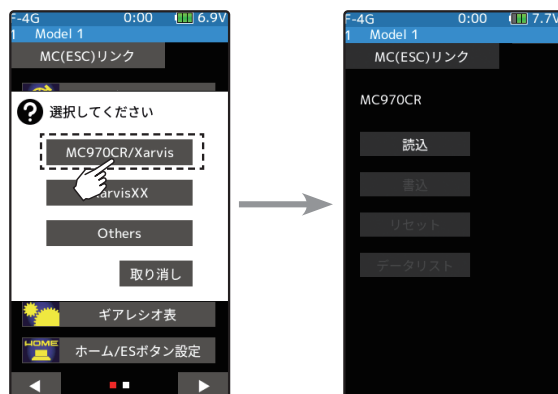 F-4G 0:00 6.9V
1 Model 1
MC(ESC)リンク
? 選択してください
MC970CR/Xarvis
XarvisXX
Others
取り消し
ギアレシオ表
HOME
ホーム/ESボタン設定
F-4G 0:00 7.7V
1 Model 1
MC(ESC)リンク
MC970CR
読込
書込
リセット
データリスト